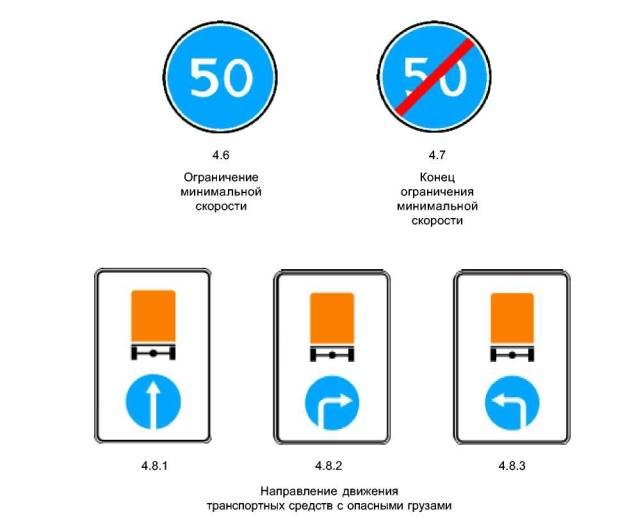 50 50
4.6 4.7
Ограничение
минимальной
скорости
Конец
ограничения
минимальной
скорости
4.8.1 4.8.2 4.8.3
Направление движения
транспортных средств с опасными грузами